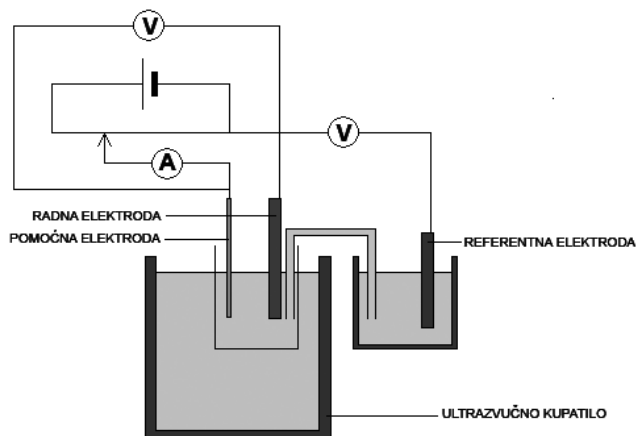 V
V
A
RADNA ELEKTRODA
POMOĆNA ELEKTRODA
REFERENTNA ELEKTRODA
ULTRAZVUČNO KUPATILO